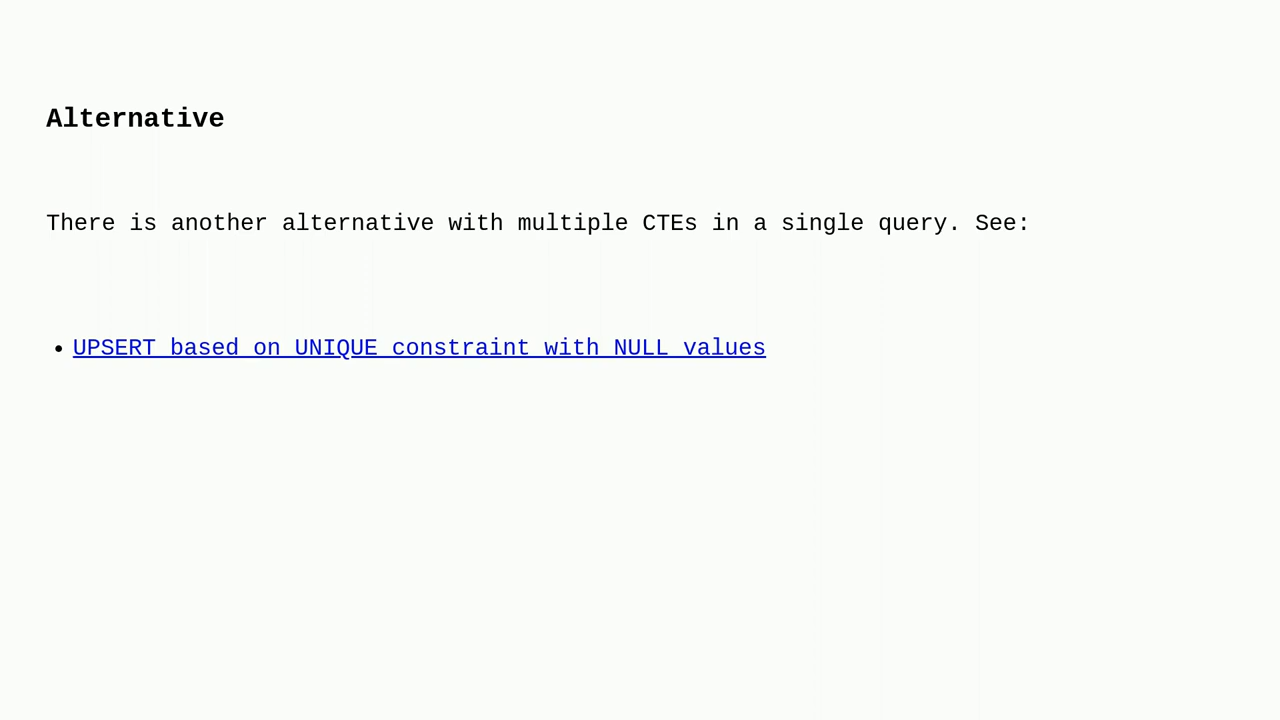 Alternative
There is another alternative with multiple CTEs in a single query. See:
• UPSERT based on UNIQUE constraint with NULL values